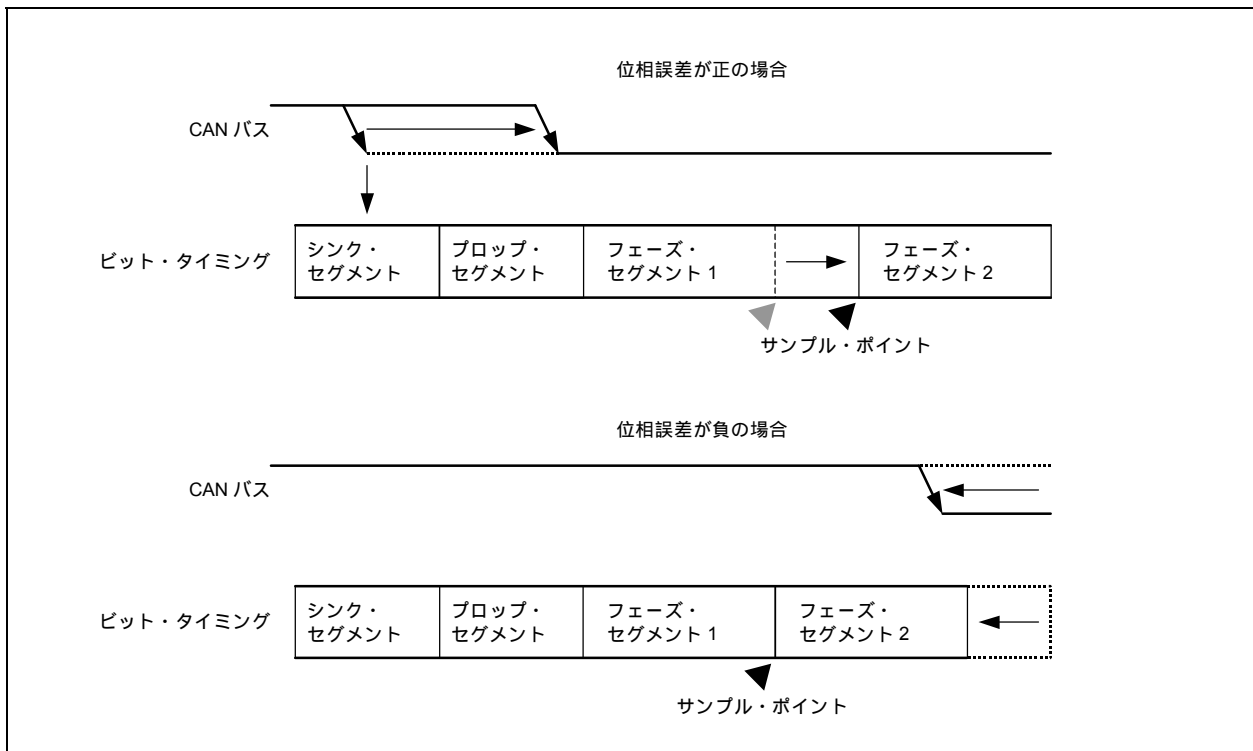 位相誤差が正の場合
CAN バス
ビット・タイミング
シンク・
セグメント
プロップ・
セグメント
フェーズ・
セグメント 1
フェーズ・
セグメント 2
サンプル・ポイント
位相誤差が負の場合
CAN バス
ビット・タイミング
シンク・
セグメント
プロップ・
セグメント
フェーズ・
セグメント 1
フェーズ・
セグメント 2
サンプル・ポイント